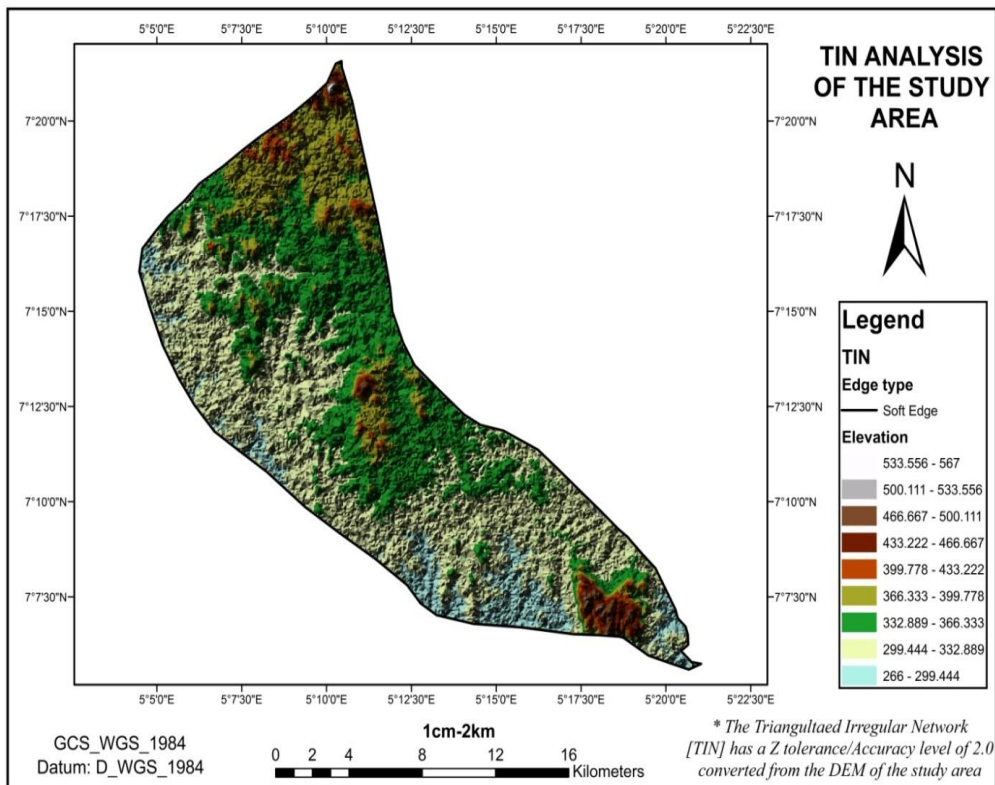 5°5'0"E 5°7'30"E 5°10'0"E 5°12'30"E 5°15'0"E 5°17'30"E 5°20'0"E 5°22'30"E
TIN ANALYSIS
OF THE STUDY
AREA
N
7°20'0"N 7°20'0"N
7°17'30"N 7°17'30"N
7°15'0"N 7°15'0"N
7°12'30"N 7°12'30"N
7°10'0"N 7°10'0"N
7°7'30"N 7°7'30"N
5°5'0"E 5°7'30"E 5°10'0"E 5°12'30"E 5°15'0"E 5°17'30"E 5°20'0"E 5°22'30"E
Legend
TIN
Edge type
Soft Edge
Elevation
533.556 - 567
500.111 - 533.556
466.667 - 500.111
433.222 - 466.667
399.778 - 433.222
366.333 - 399.778
332.889 - 366.333
299.444 - 332.889
266 - 299.444
GCS_WGS_1984
Datum: D_WGS_1984
1cm-2km
0 2 4 8 12 16
Kilometers
* The Triangultaed Irregular Network
[TIN] has a Z tolerance/Accuracy level of 2.0
converted from the DEM of the study area